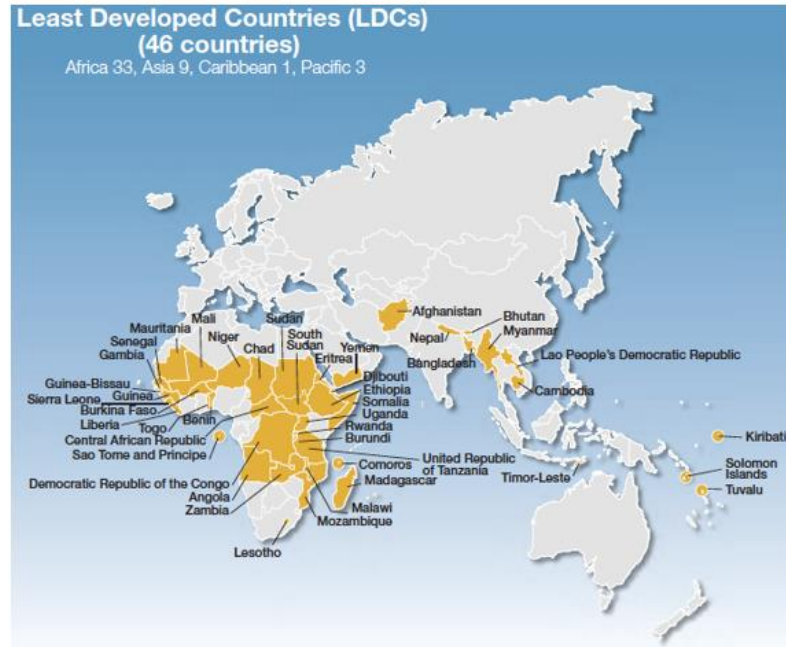 Least Developed Countries (LDCs)
(46 countries)
Africa 33, Asia 9, Caribbean 1, Pacific 3
Afghanistan
Bhutan
Nepal
Myanmar
Bangladesh
Lao People's Democratic Republic
Cambodia
Mali
Sudan
Mauritania
Senegal
Niger
South
Sudan
Yemen
Gambia
Chad
Eritrea
Djibouti
Guinea-Bissau
Ethiopia
Guinea
Somalia
Sierra Leone
Uganda
Burkina Faso
Liberia
Togo
Benin
Rwanda
Central African Republic
Burundi
Sao Tome and Principe
United Republic
of Tanzania
Comoros
Madagascar
Democratic Republic of the Congo
Angola
Zambia
Malawi
Mozambique
Lesotho
Timor-Leste
Kiribati
Solomon
Islands
Tuvalu